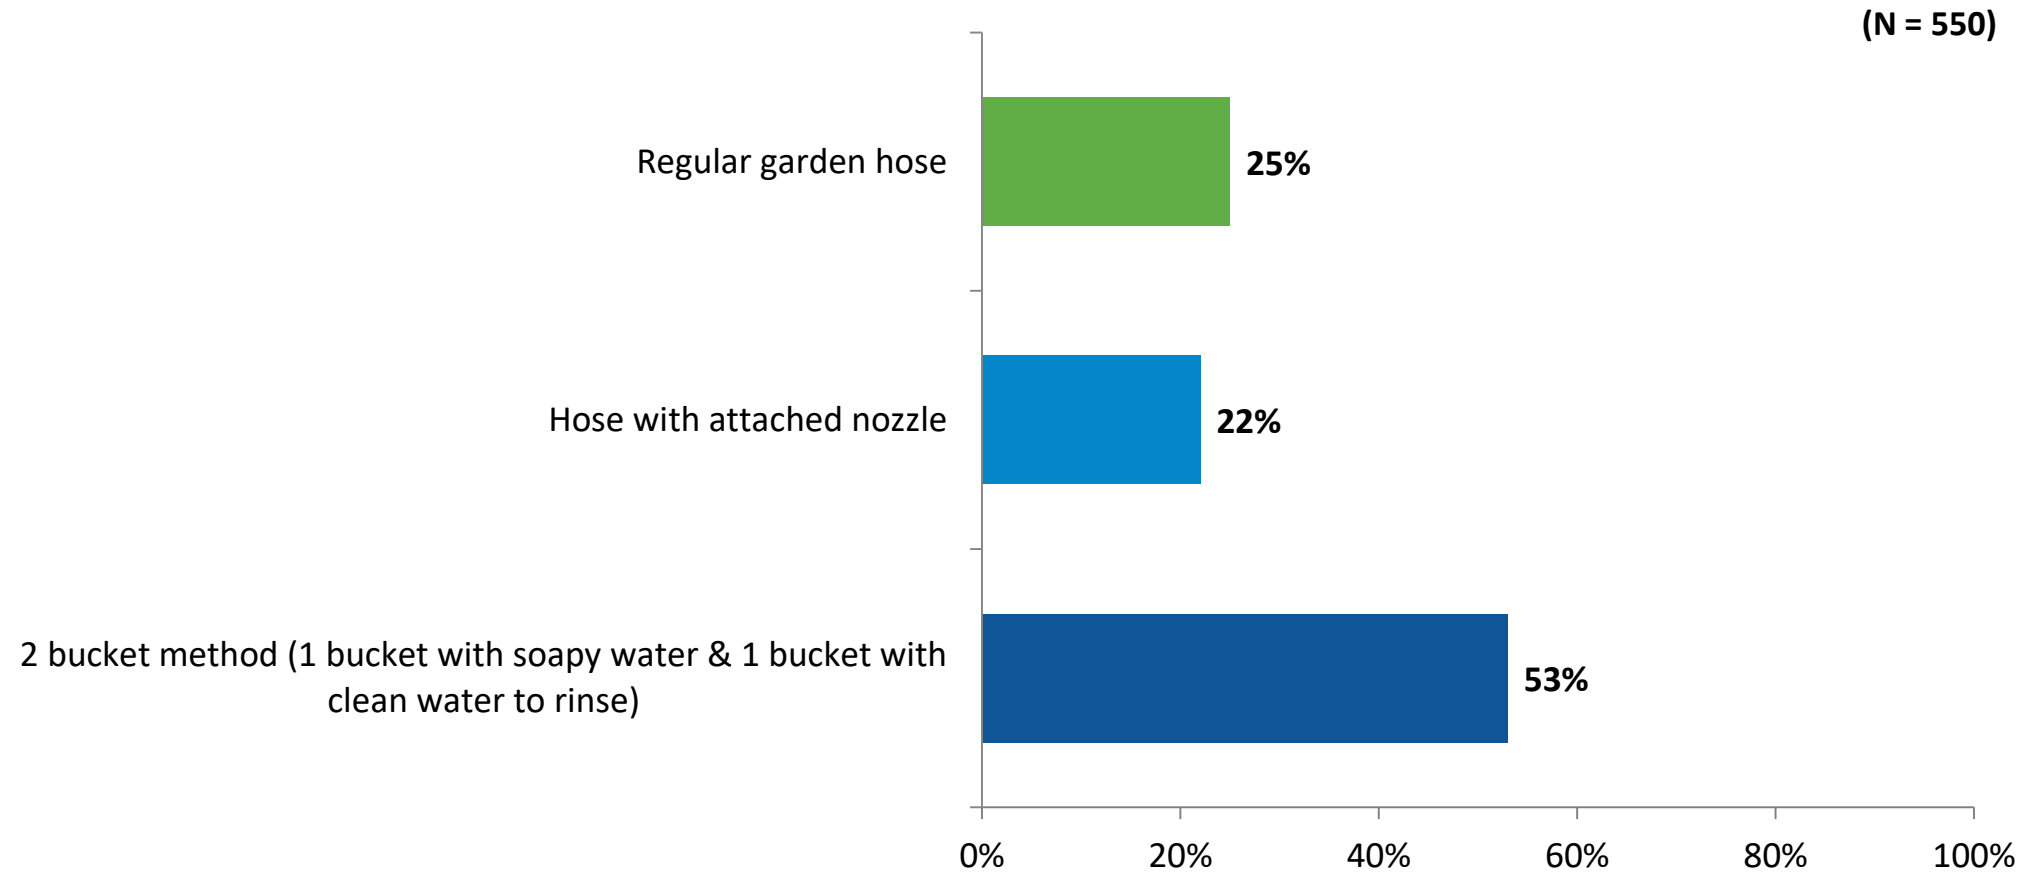 (N = 550)
Regular garden hose
25%
Hose with attached nozzle
22%
2 bucket method (1 bucket with soapy water & 1 bucket with
clean water to rinse)
53%
0% 20% 40% 60% 80% 100%